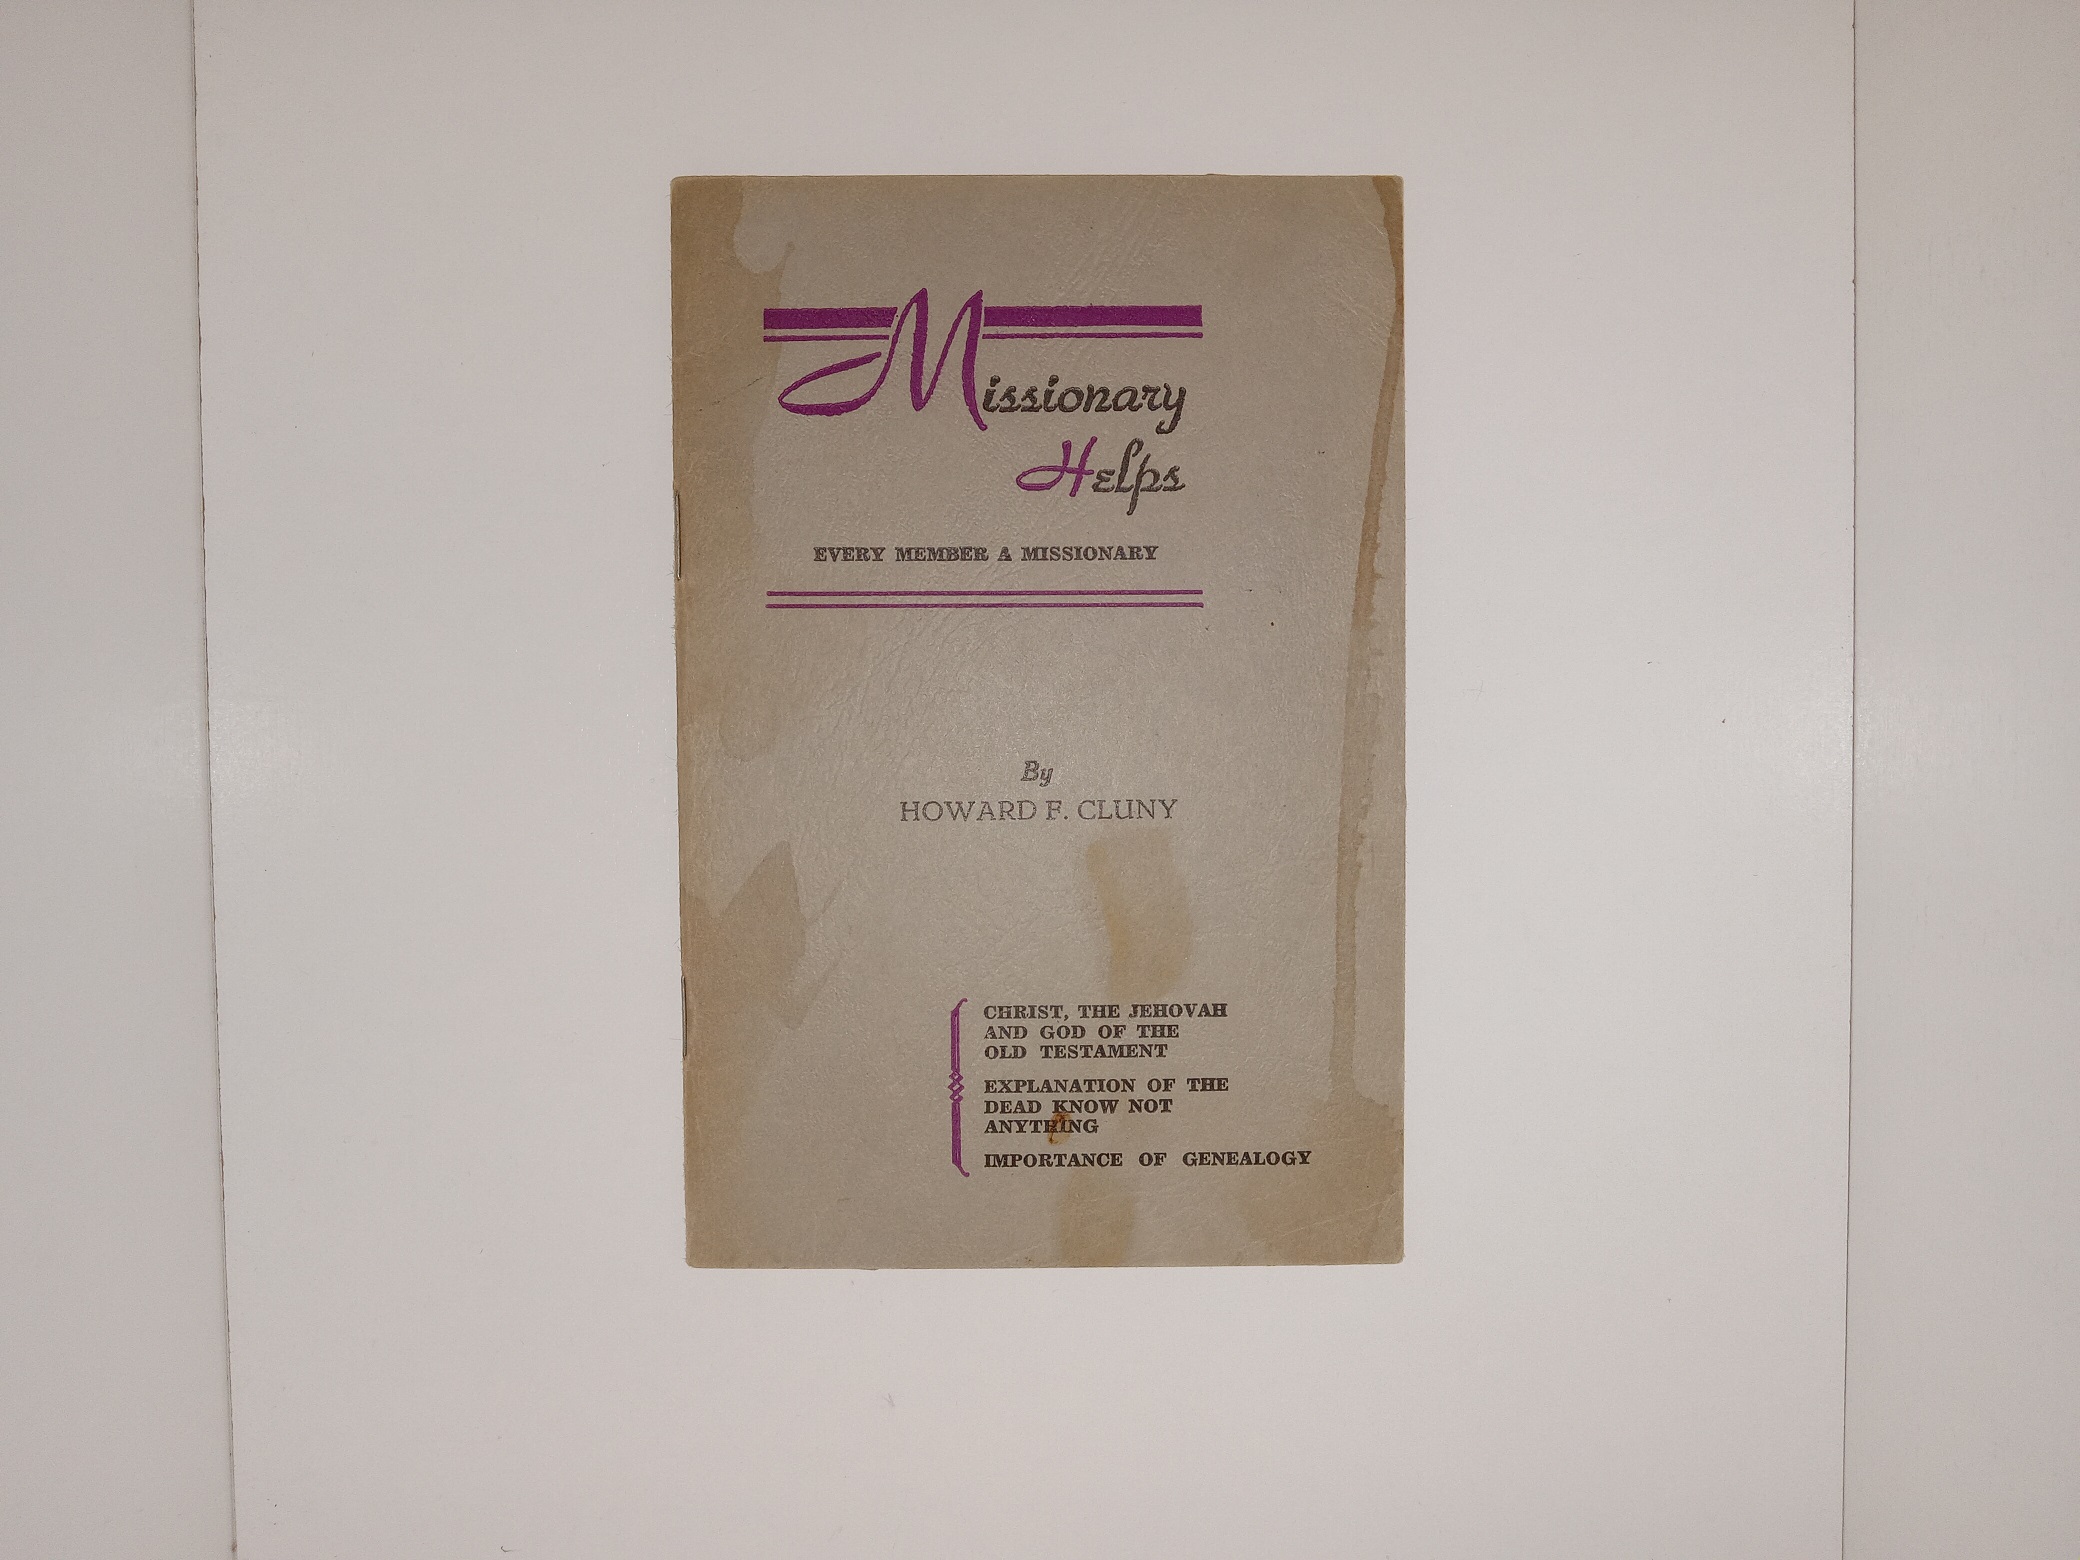 Missionary
Helps
EVERY MEMBER A MISSIONARY
By
HOWARD F. CLUNY
CHRIST, THE JEHOVAH
AND GOD OF THE
OLD TESTAMENT
EXPLANATION OF THE
DEAD KNOW NOT
ANYTHING
IMPORTANCE OF GENEALOGY